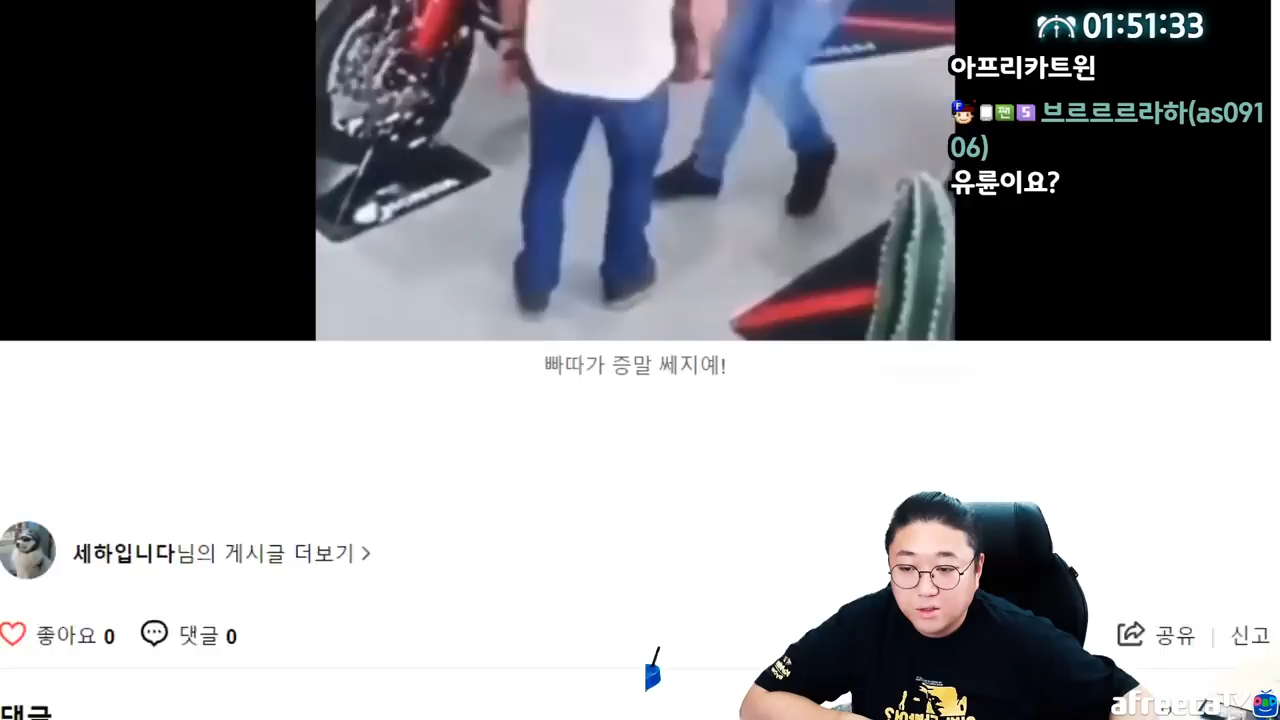 01:51:33
아프리카트윈
브르르르라하(as091
06)
유륜이요?
빠따가 증말 쎄지예!
세하입니다님의 게시글 더보기 >
좋아요 0 댓글 0
공유 | 신고
댓글
afreecaTV